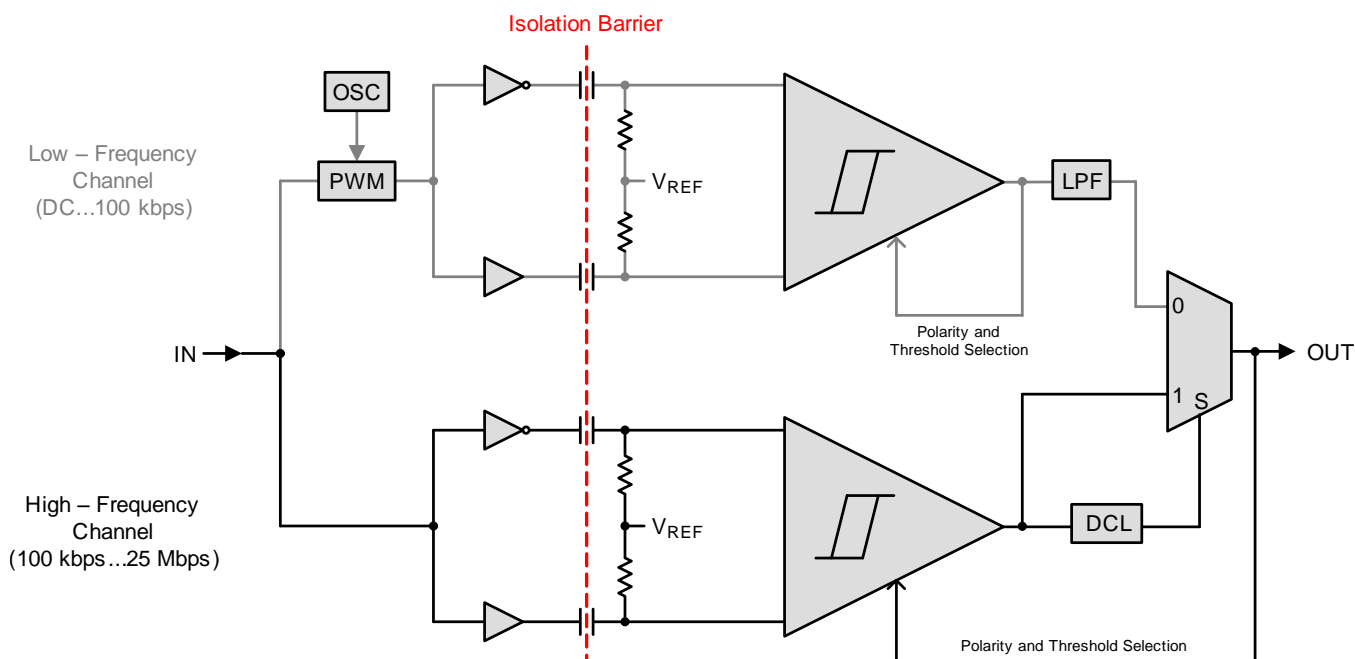 Isolation Barrier
OSC
Low – Frequency
Channel
(DC...100 kbps)
PWM
VREF
LPF
0
Polarity and
Threshold Selection
IN
OUT
1
S
High – Frequency
Channel
(100 kbps...25 Mbps)
VREF
DCL
Polarity and Threshold Selection